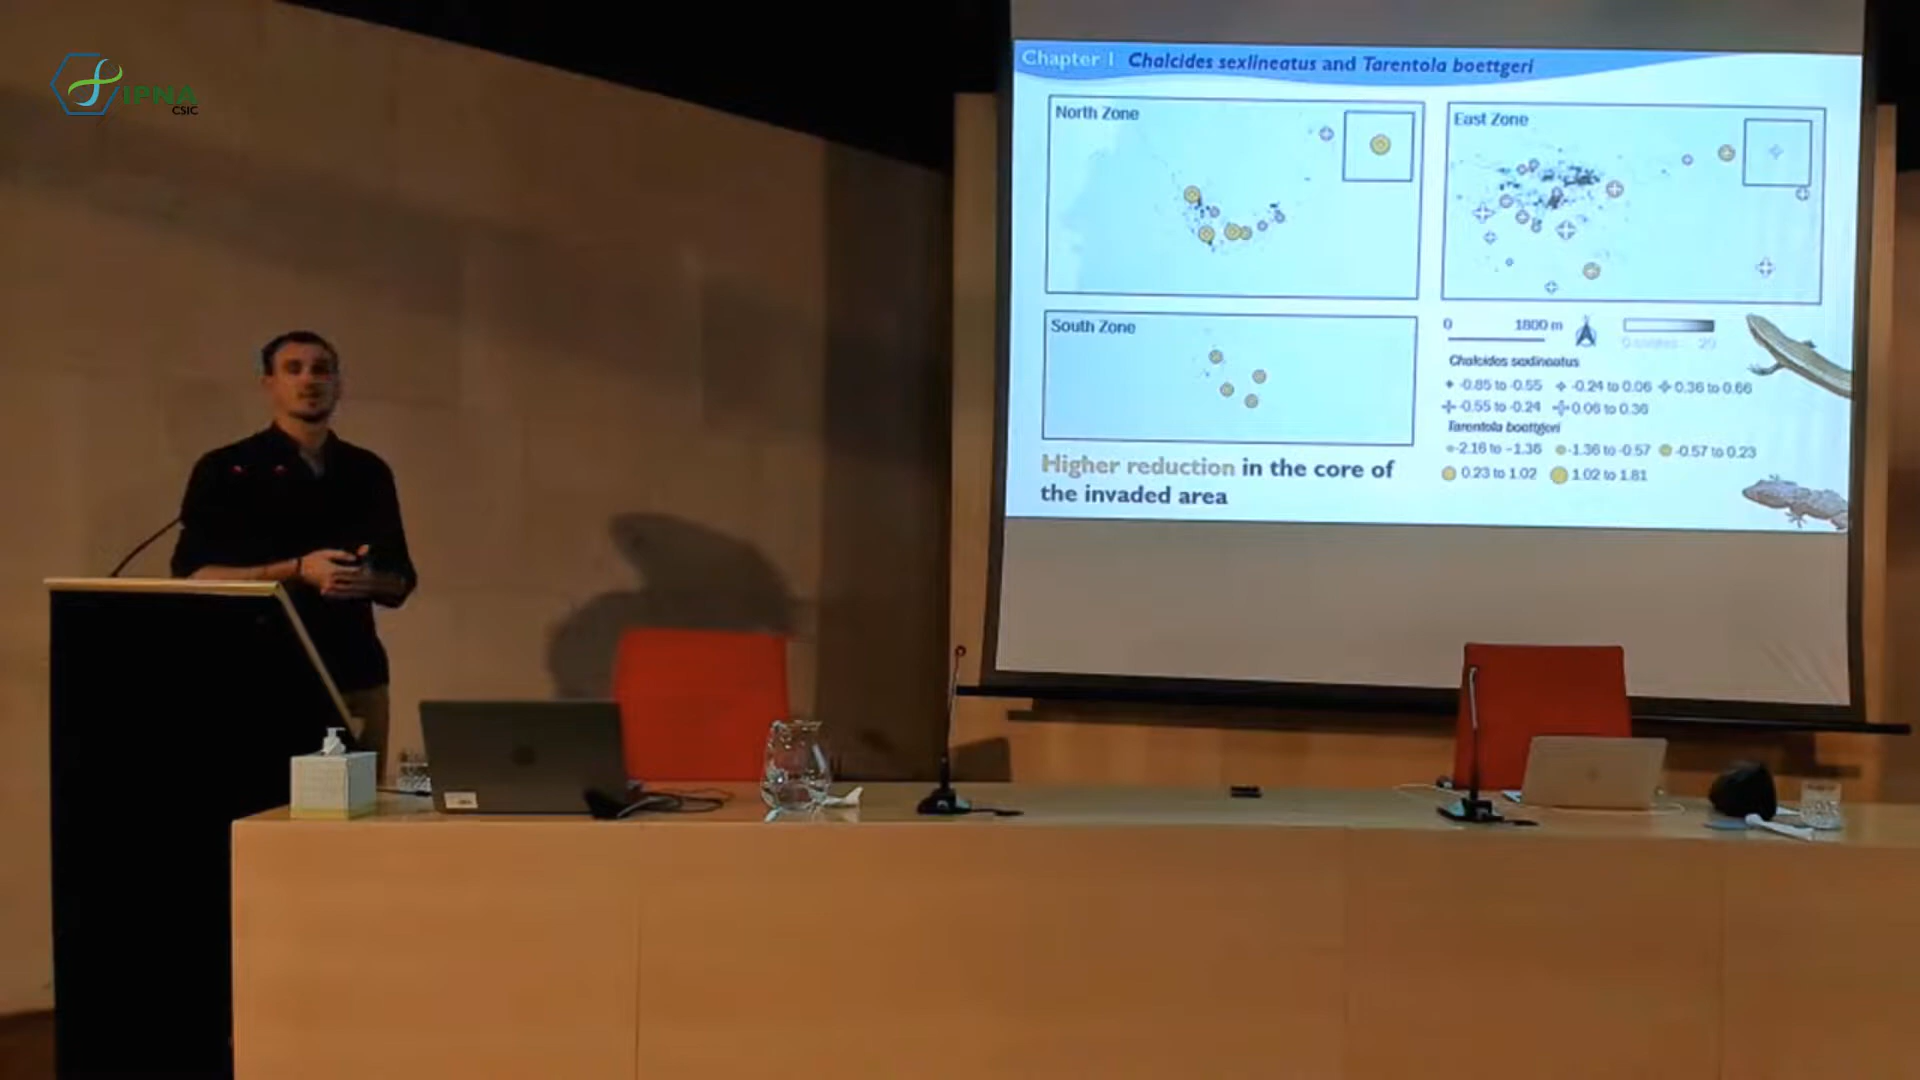 IPNA
CSIC
Chapter 1 Chalcides sexlineatus and Tarentola boettgeri
North Zone
East Zone
South Zone
0 1800 m
20
Chalcides sexlineatus
-0.85 to -0.55 -0.24 to 0.06 0.36 to 0.66
-0.55 to -0.24 0.06 to 0.36
Tarentola boettgeri
-2.16 to -1.36 -1.36 to -0.57 -0.57 to 0.23
0.23 to 1.02 1.02 to 1.81
Higher reduction in the core of
the invaded area